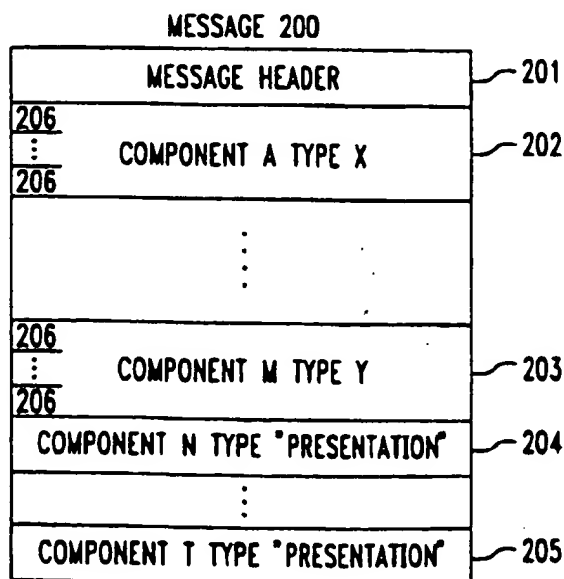 MESSAGE 200
MESSAGE HEADER 201
206
COMPONENT A TYPE X 202
206
206
COMPONENT M TYPE Y 203
206
COMPONENT N TYPE "PRESENTATION" 204
COMPONENT T TYPE "PRESENTATION" 205